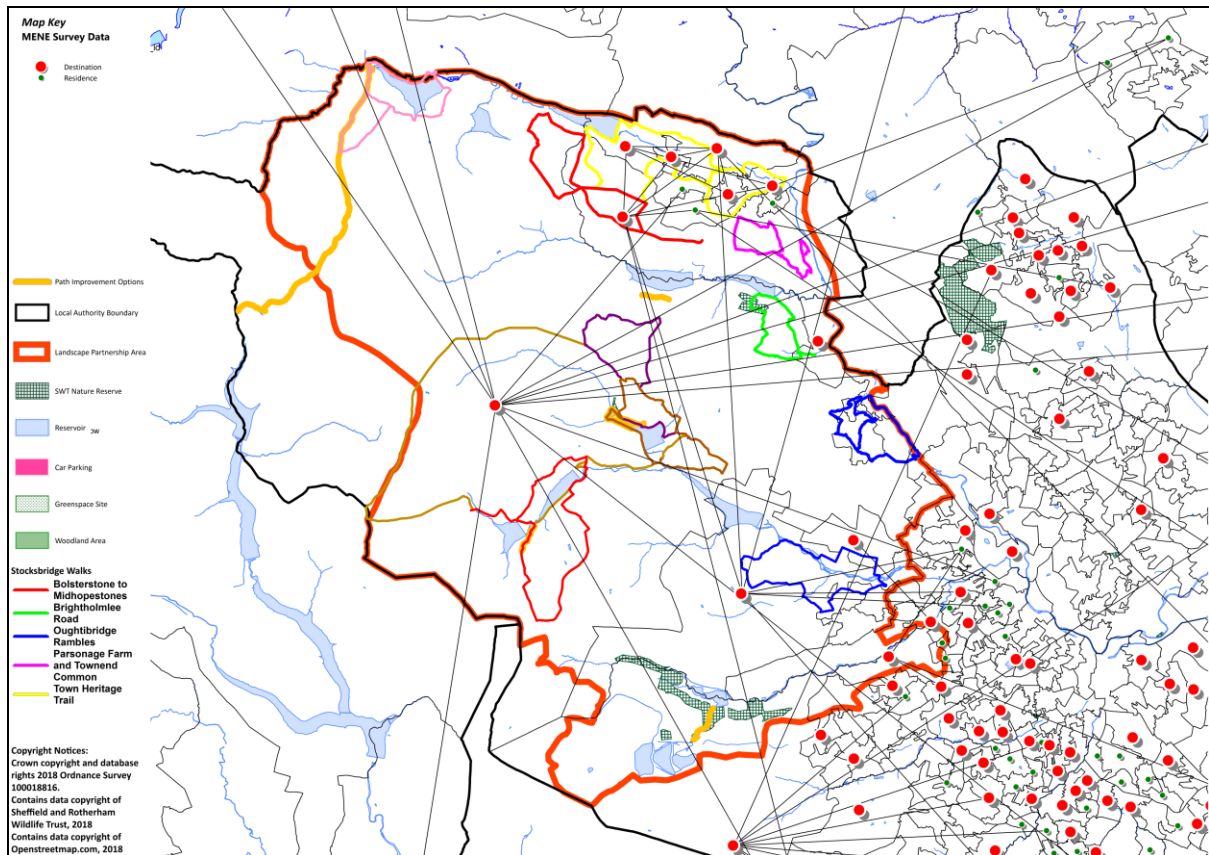 Map Key
MENE Survey Data
Destination
Residence
Path Improvement Options
Local Authority Boundary
Landscape Partnership Area
SWT Nature Reserve
Reservoir
Car Parking
Greenspace Site
Woodland Area
Stocksbridge Walks
Bolsterstone to
Midhopestones
Brightholmlee
Road
Oughtibridge
Rambles
Parsonage Farm
and Townend
Common
Town Heritage
Trail
Copyright Notices:
Crown copyright and database
rights 2018 Ordnance Survey
100018816.
Contains data copyright of
Sheffield and Rotherham
Wildlife Trust, 2018
Contains data copyright of
Openstreetmap.com, 2018